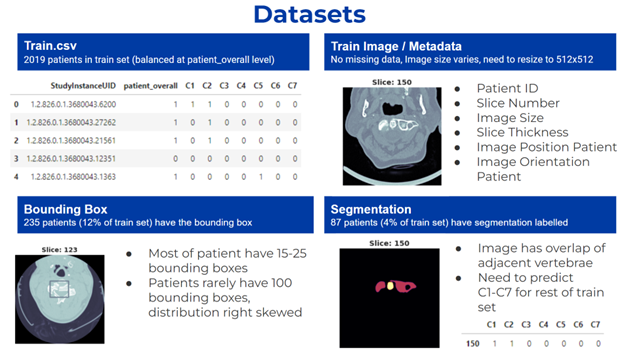 Datasets
Train.csv
2019 patients in train set (balanced at patient_overall level)
StudyInstanceUID patient_overall C1 C2 C3 C4 C5 C6 C7
0 1.2.826.0.1.3680043.6200 1 1 1 0 0 0 0 0
1 1.2.826.0.1.3680043.27262 1 0 1 0 0 0 0 0
2 1.2.826.0.1.3680043.21561 1 0 1 0 0 0 0 0
3 1.2.826.0.1.3680043.12351 0 0 0 0 0 0 0 0
4 1.2.826.0.1.3680043.1363 1 0 0 0 0 1 0 0
Train Image / Metadata
No missing data, Image size varies, need to resize to 512x512
Slice: 150
● Patient ID
● Slice Number
● Image Size
● Slice Thickness
● Image Position Patient
● Image Orientation
Patient
Bounding Box
235 patients (12% of train set) have the bounding box
Slice: 123
● Most of patient have 15-25
bounding boxes
● Patients rarely have 100
bounding boxes,
distribution right skewed
Segmentation
87 patients (4% of train set) have segmentation labelled
Slice: 150
● Image has overlap of
adjacent vertebrae
● Need to predict
C1-C7 for rest of train
set
C1 C2 C3 C4 C5 C6 C7
150 1 1 0 0 0 0 0